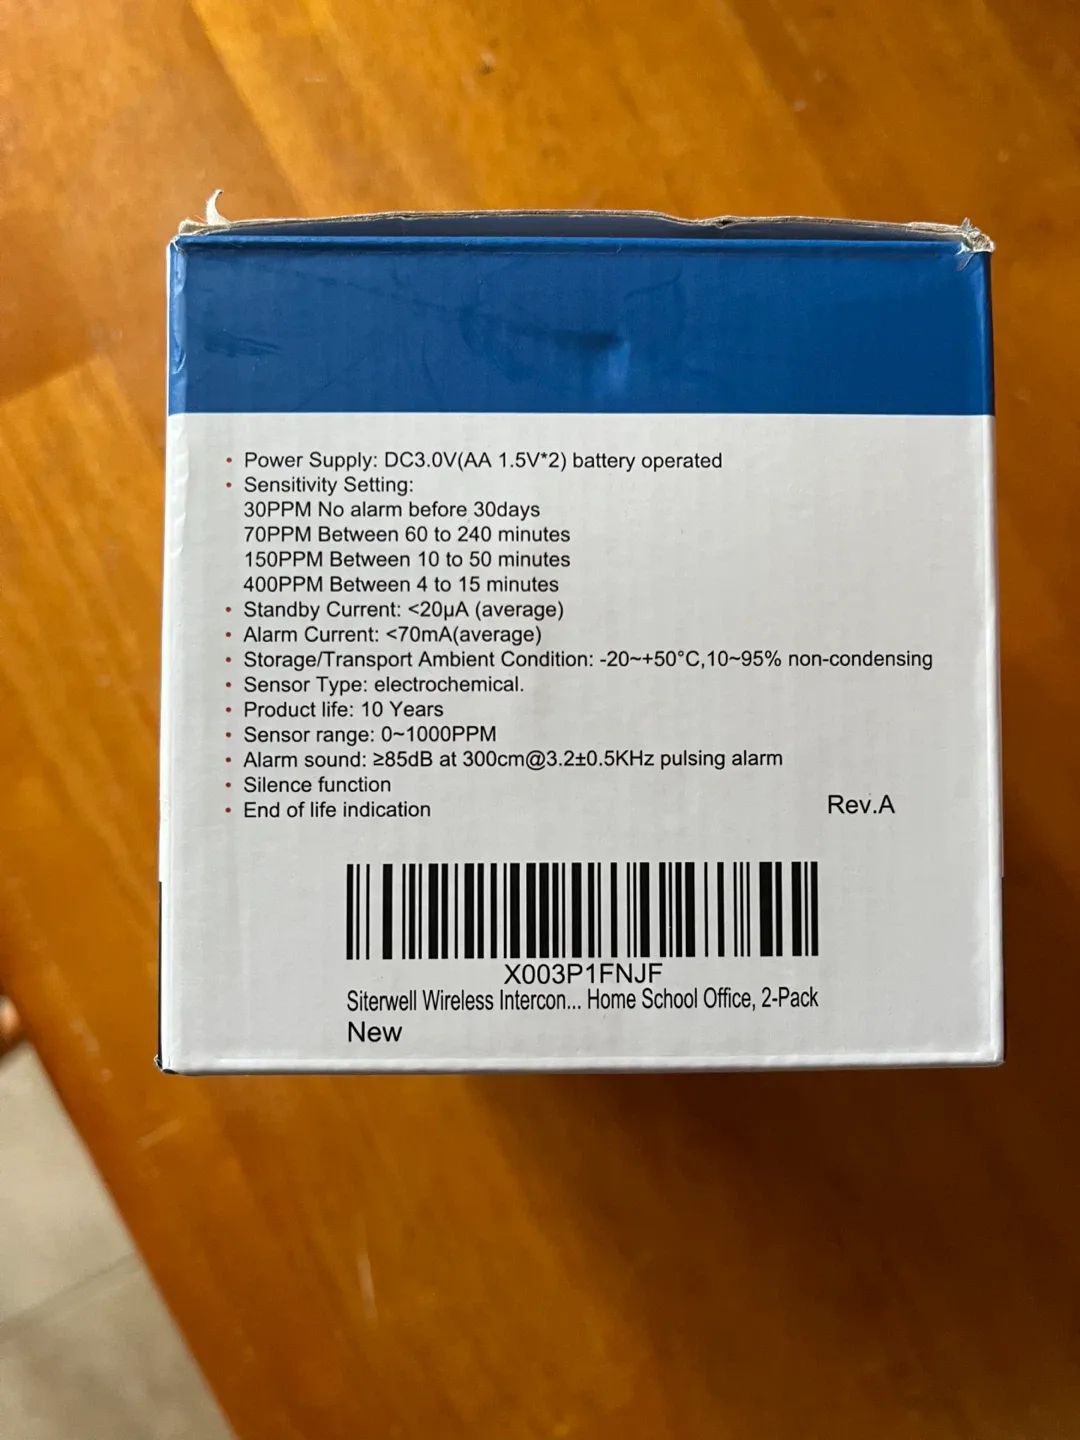 • Power Supply: DC3.0V(AA 1.5V*2) battery operated
• Sensitivity Setting:
30PPM No alarm before 30days
70PPM Between 60 to 240 minutes
150PPM Between 10 to 50 minutes
400PPM Between 4 to 15 minutes
• Standby Current: <20μA (average)
• Alarm Current: <70mA(average)
• Storage/Transport Ambient Condition: -20~+50°C,10~95% non-condensing
• Sensor Type: electrochemical.
• Product life: 10 Years
• Sensor range: 0~1000PPM
• Alarm sound: ≥85dB at 300cm@3.2±0.5KHz pulsing alarm
• Silence function
• End of life indication
Rev.A
X003P1FNJF
Siterwell Wireless Intercon... Home School Office, 2-Pack
New